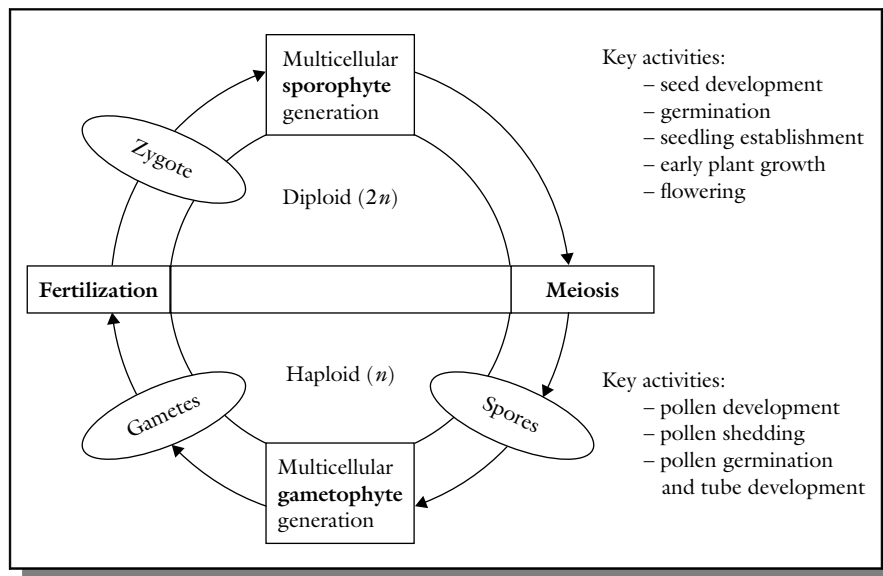 Multicellular
sporophyte
generation
Key activities:
– seed development
– germination
– seedling establishment
– early plant growth
– flowering
Zygote
Diploid (2n)
Fertilization
Meiosis
Haploid (n)
Gametes
Spores
Multicellular
gametophyte
generation
Key activities:
– pollen development
– pollen shedding
– pollen germination
and tube development